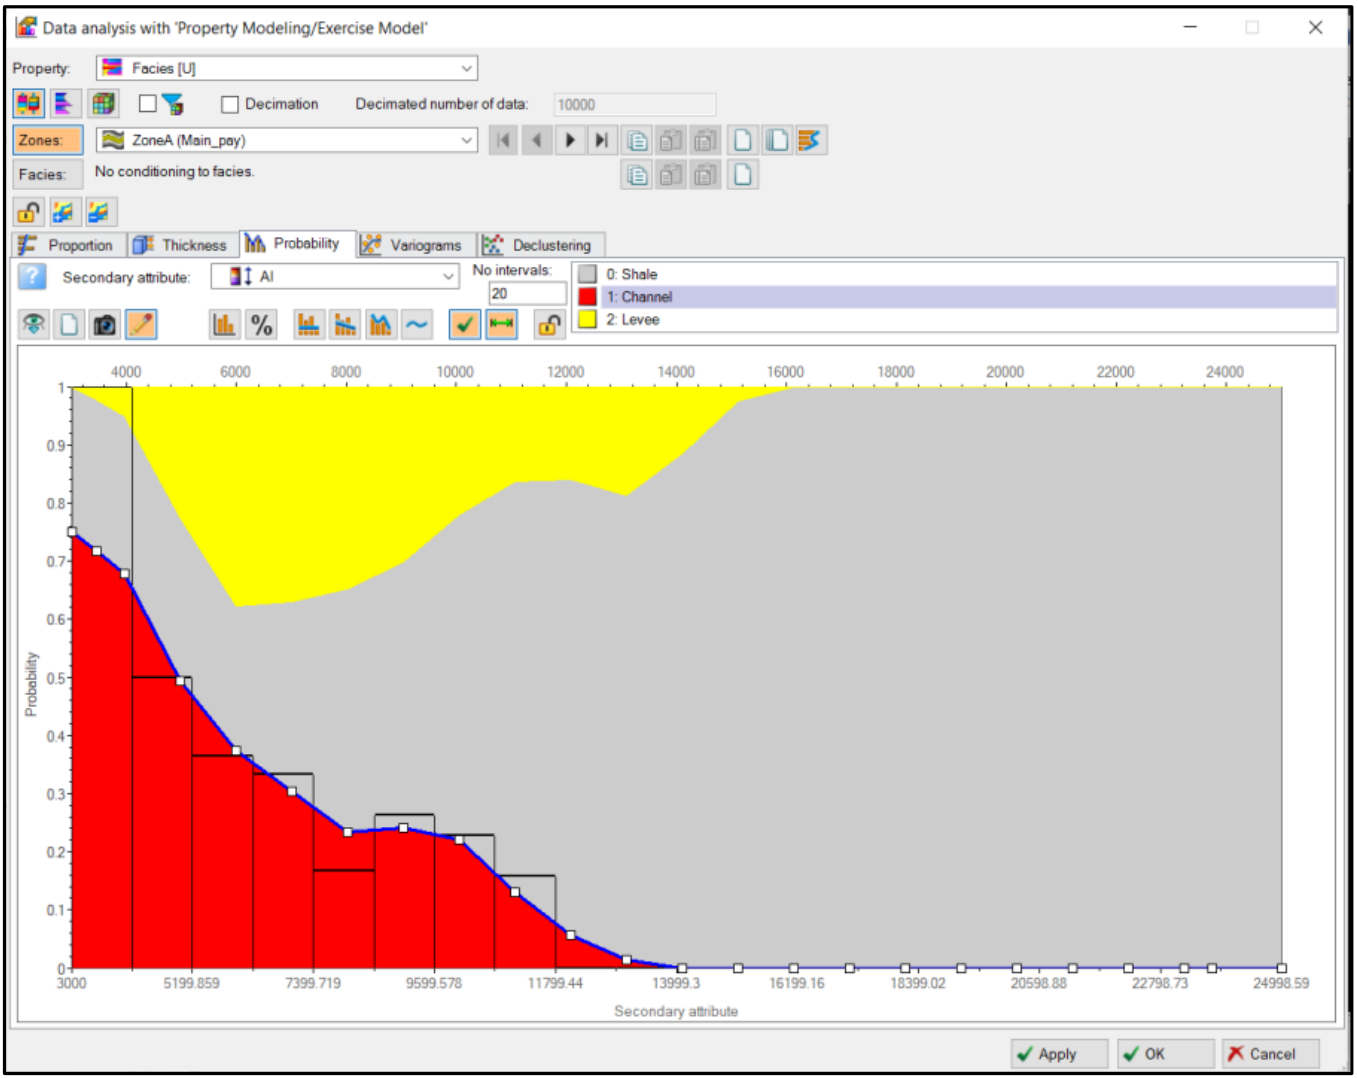 Data analysis with 'Property Modeling/Exercise Model'
Property: Facies [U]
Decimation Decimated number of data: 10000
Zones: ZoneA (Main_pay)
Facies: No conditioning to facies.
Proportion Thickness Probability Variograms Declustering
Secondary attribute: AI No intervals: 20
0: Shale
1: Channel
2: Levee
%
4000 6000 8000 10000 12000 14000 16000 18000 20000 22000 24000
1
0.9
0.8
0.7
0.6
0.5
0.4
0.3
0.2
0.1
0
Probability
3000 5199.859 7399.719 9599.578 11799.44 13999.3 16199.16 18399.02 20598.88 22798.73 24998.59
Secondary attribute
Apply OK Cancel